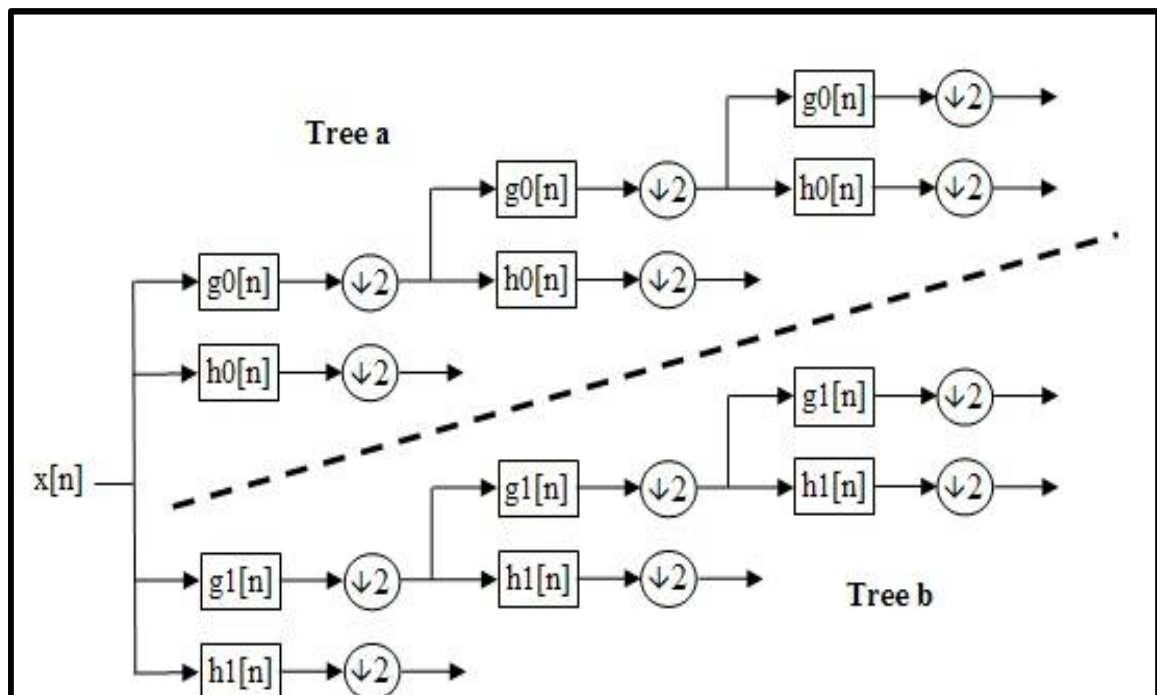 g0[n] ↓2
Tree a
g0[n] ↓2 h0[n] ↓2
g0[n] ↓2 h0[n] ↓2
h0[n] ↓2
g1[n] ↓2
x[n] g1[n] ↓2 h1[n] ↓2
g1[n] ↓2 h1[n] ↓2
Tree b
h1[n] ↓2